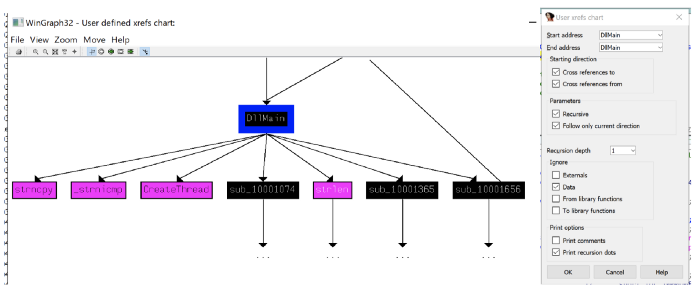 WinGraph32 - User defined xrefs chart:
File View Zoom Move Help
DllMain
strncpy
_strnicmp
CreateThread
sub_10001074
strlen
sub_10001365
sub_10001656
...
...
...
...
User xrefs chart
Start address DllMain
End address DllMain
Starting direction
Cross references to
Cross references from
Parameters
Recursive
Follow only current direction
Recursion depth 1
Ignore
Externals
Data
From library functions
To library functions
Print options
Print comments
Print recursion dots
OK Cancel Help